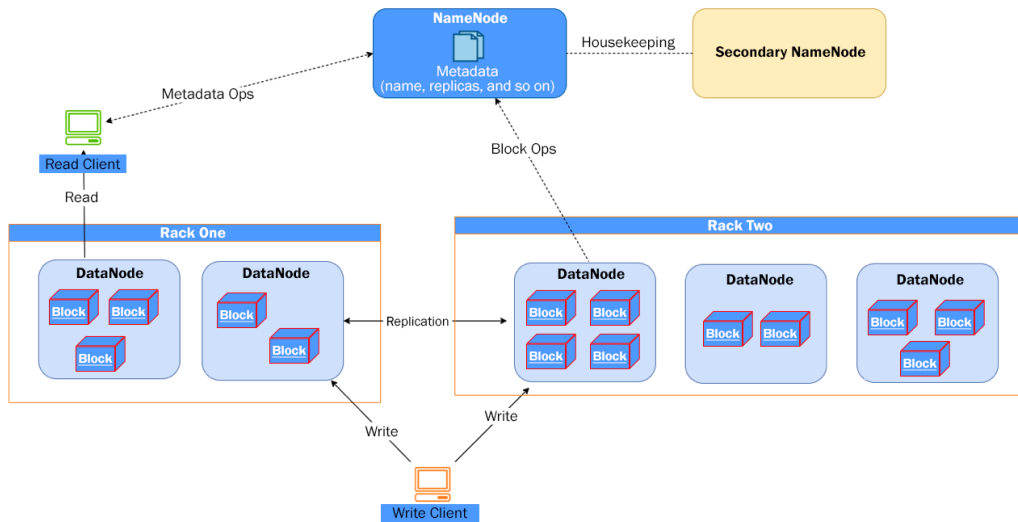 NameNode
Metadata
(name, replicas, and so on)
Housekeeping
Secondary NameNode
Metadata Ops
Read Client
Block Ops
Read
Rack One
Rack Two
DataNode
Block
Block
Block
DataNode
Block
Block
Replication
DataNode
Block
Block
Block
Block
DataNode
Block
Block
DataNode
Block
Block
Block
Write
Write
Write Client